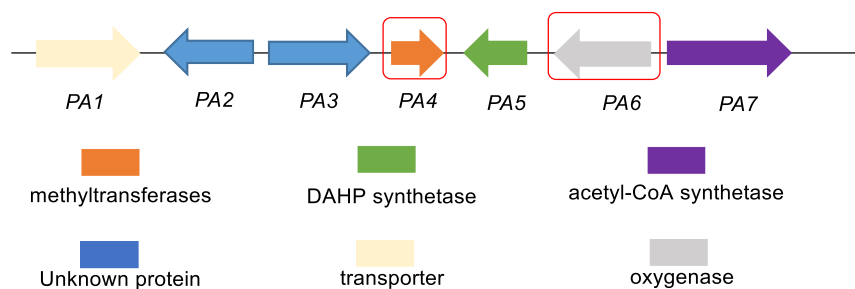 PA1 PA2 PA3 PA4 PA5 PA6 PA7
methyltransferases DAHP synthetase acetyl-CoA synthetase
Unknown protein transporter oxygenase